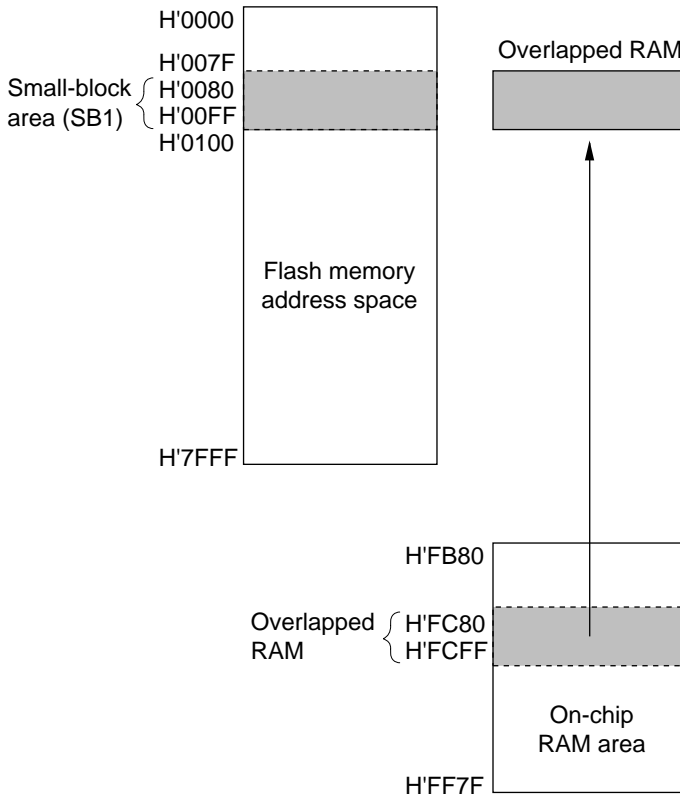 H'0000
H'007F
Small-block
area (SB1)
H'0080
H'00FF
H'0100
Overlapped RAM
Flash memory
address space
H'7FFF
H'FB80
Overlapped
RAM
H'FC80
H'FCFF
On-chip
RAM area
H'FF7F